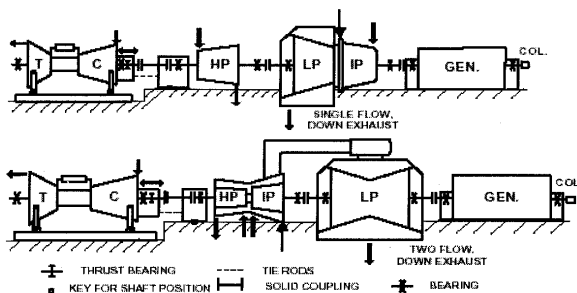 T C HP LP IP GEN. COL.
SINGLE FLOW,
DOWN EXHAUST
T C HP IP LP GEN. COL
TWO FLOW,
DOWN EXHAUST
THRUST BEARING TIE RODS
KEY FOR SHAFT POSITION SOLID COUPLING BEARING